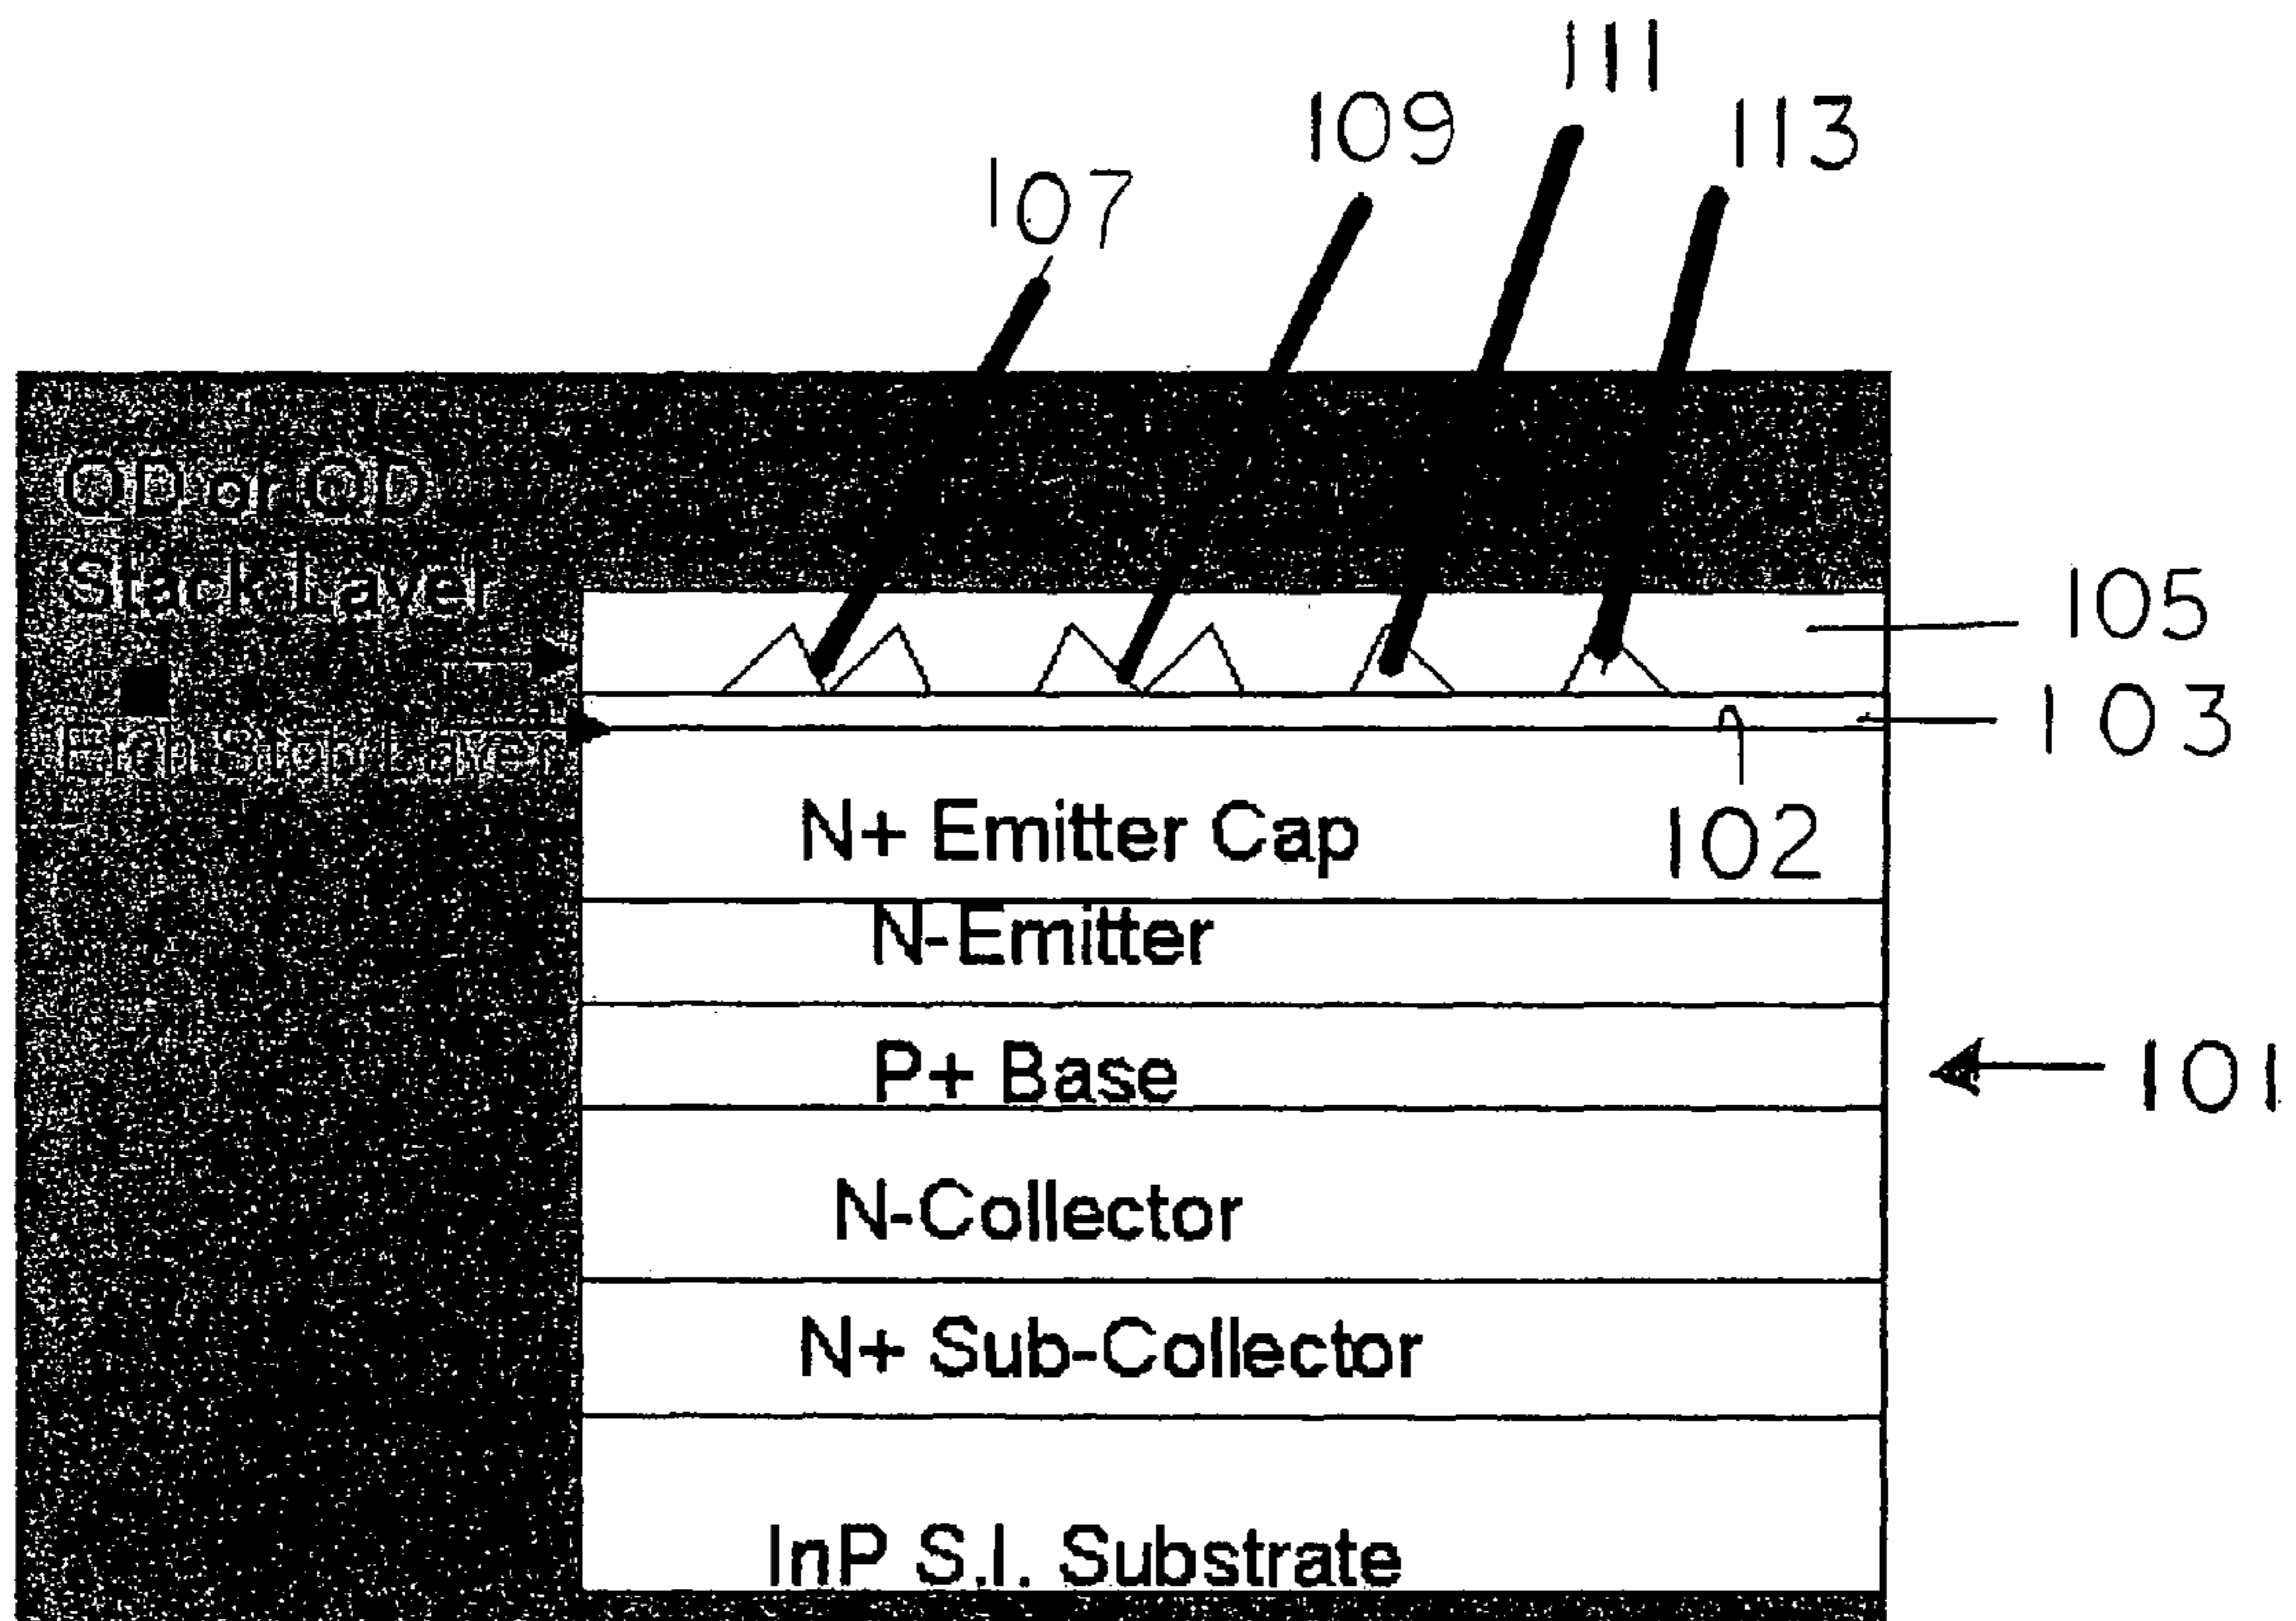 111
109
113
107
QD or QD
Stack Layer
105
103
Etch Stop Layer
N+ Emitter Cap
102
N-Emitter
P+ Base
101
N-Collector
N+ Sub-Collector
InP S.I. Substrate